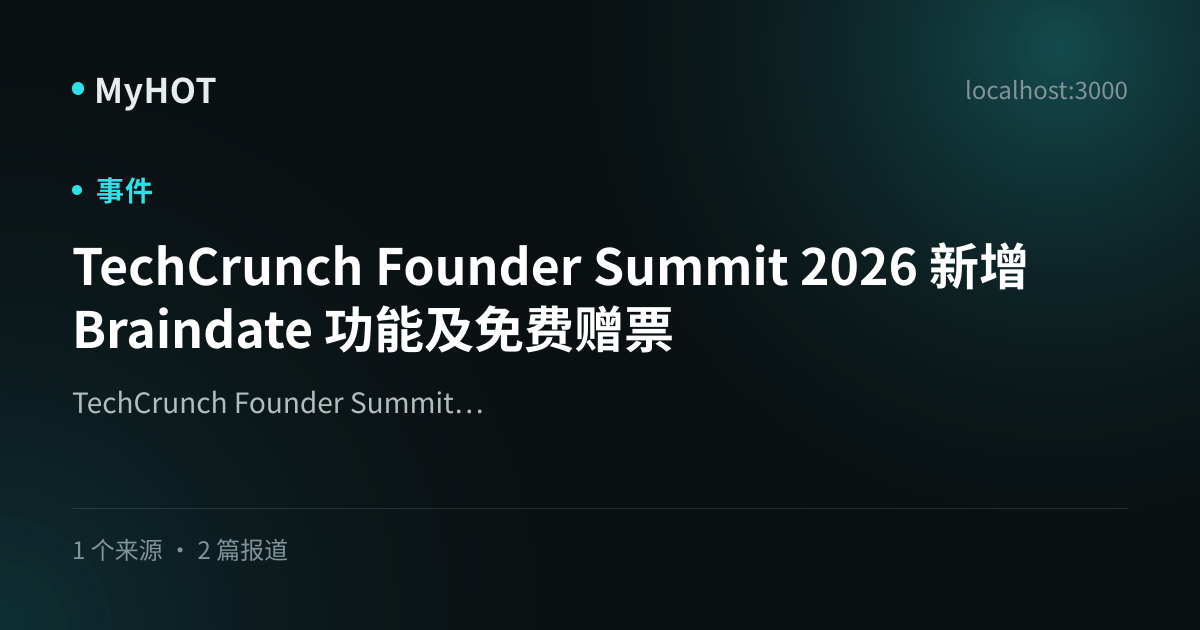 MyHOT
localhost:3000
事件
TechCrunch Founder Summit 2026 新增
Braindate 功能及免费赠票
TechCrunch Founder Summit…
1 个来源 · 2 篇报道